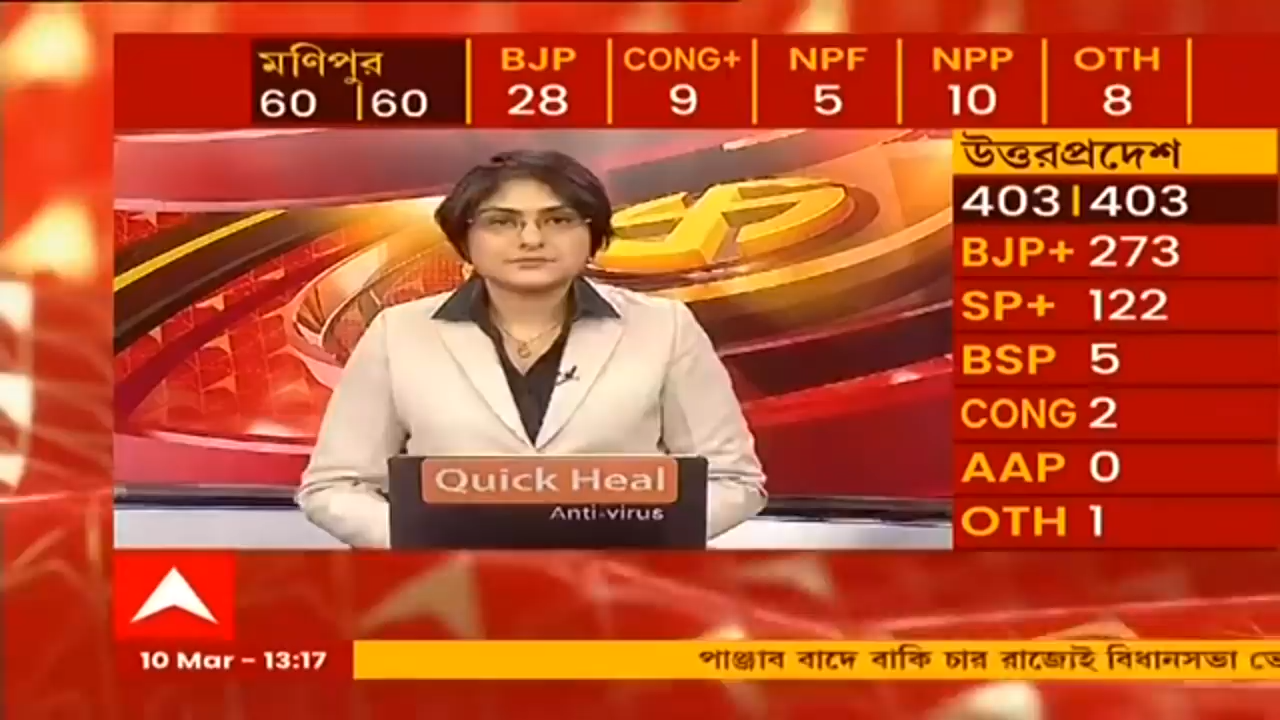 মণিপুর
60 | 60
BJP CONG+ NPF NPP OTH
28 9 5 10 8
উত্তরপ্রদেশ
403 | 403
BJP+ 273
SP+ 122
BSP 5
CONG 2
AAP 0
OTH 1
Quick Heal
Anti-virus
10 Mar - 13:17
পাঞ্জাব বাদে বাকি চার রাজ্যেই বিধানসভা ভে